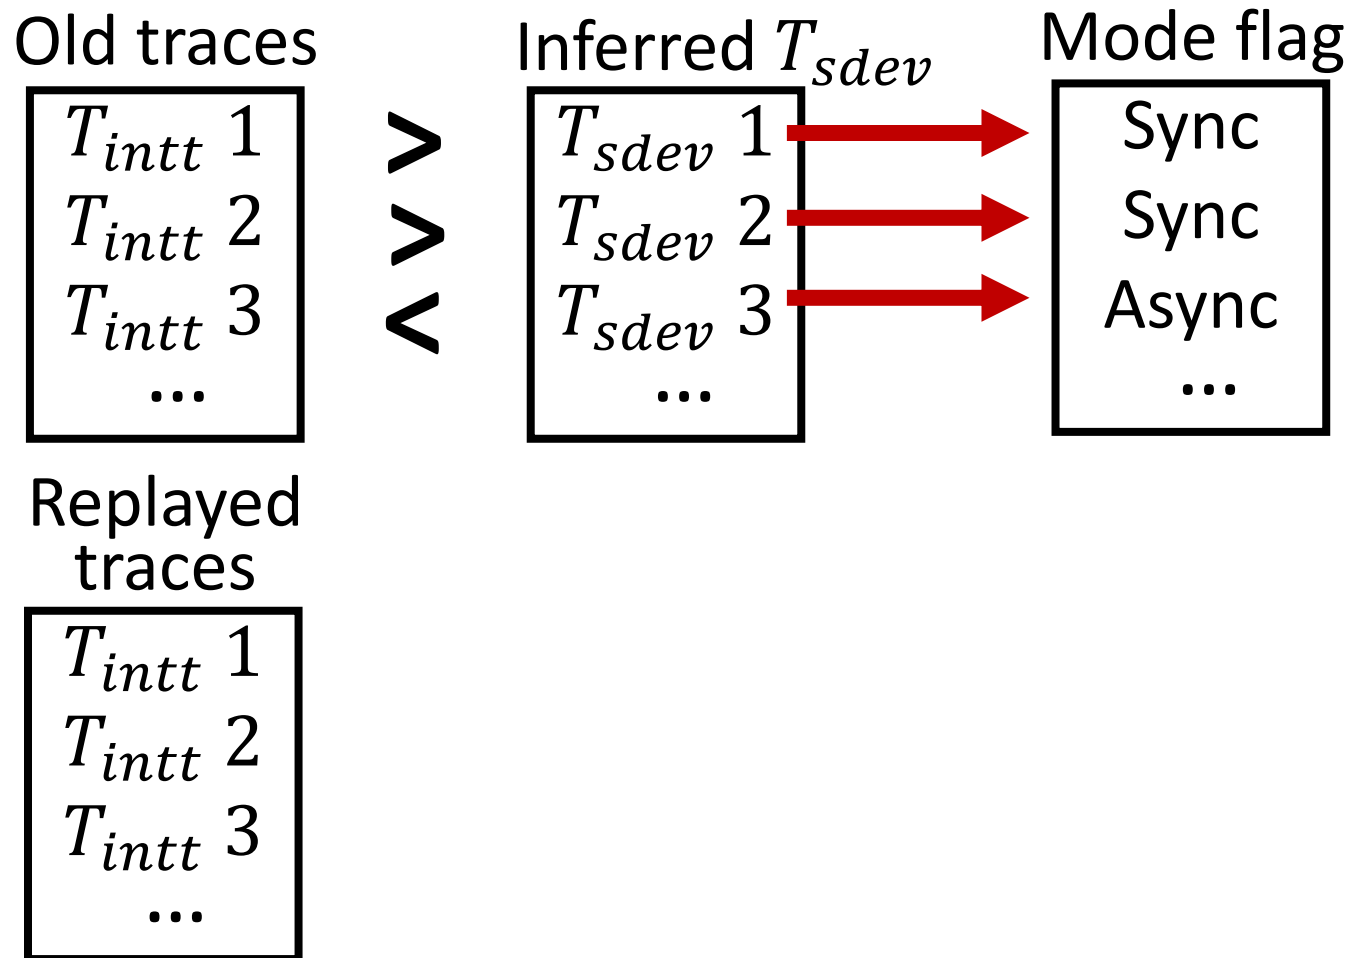 Old traces
T_intt 1
T_intt 2
T_intt 3
...
>
>
<
Inferred T_sdev
T_sdev 1
T_sdev 2
T_sdev 3
...
Mode flag
Sync
Sync
Async
...
Replayed
traces
T_intt 1
T_intt 2
T_intt 3
...